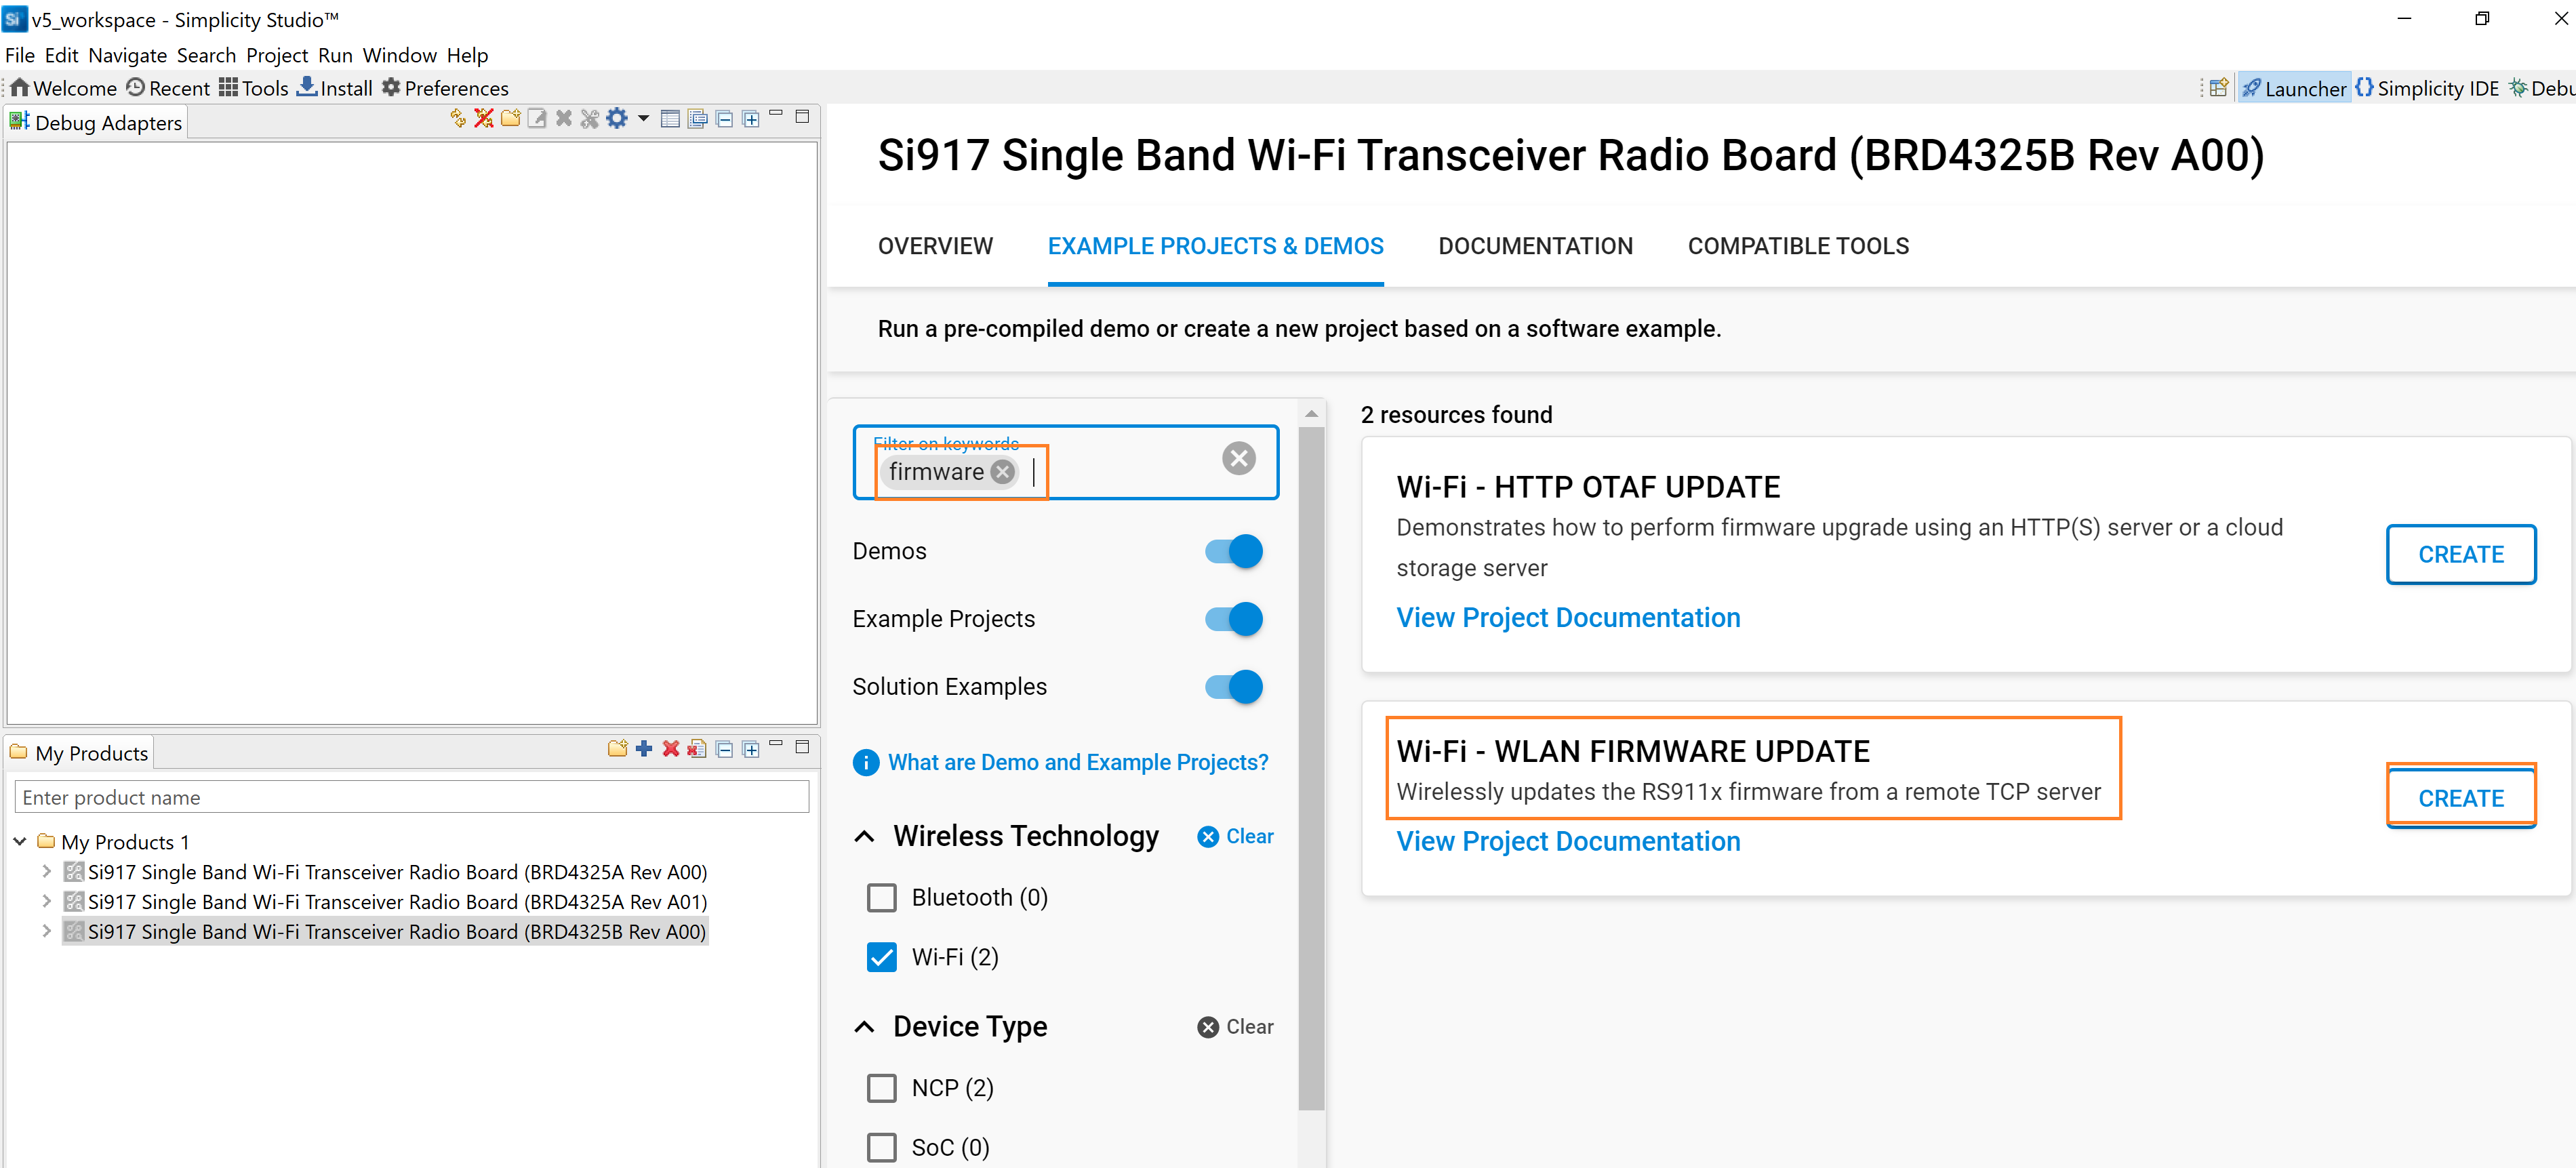 v5_workspace - Simplicity Studio™
File Edit Navigate Search Project Run Window Help
Welcome Recent Tools Install Preferences
Launcher Simplicity IDE Debu
Debug Adapters
My Products
Enter product name
My Products 1
Si917 Single Band Wi-Fi Transceiver Radio Board (BRD4325A Rev A00)
Si917 Single Band Wi-Fi Transceiver Radio Board (BRD4325A Rev A01)
Si917 Single Band Wi-Fi Transceiver Radio Board (BRD4325B Rev A00)
Si917 Single Band Wi-Fi Transceiver Radio Board (BRD4325B Rev A00)
OVERVIEW EXAMPLE PROJECTS & DEMOS DOCUMENTATION COMPATIBLE TOOLS
Run a pre-compiled demo or create a new project based on a software example.
Filter on keywords
firmware
Demos
Example Projects
Solution Examples
What are Demo and Example Projects?
Wireless Technology Clear
Bluetooth (0)
Wi-Fi (2)
Device Type Clear
NCP (2)
SoC (0)
2 resources found
Wi-Fi - HTTP OTAF UPDATE
Demonstrates how to perform firmware upgrade using an HTTP(S) server or a cloud
storage server
CREATE
View Project Documentation
Wi-Fi - WLAN FIRMWARE UPDATE
Wirelessly updates the RS911x firmware from a remote TCP server
CREATE
View Project Documentation